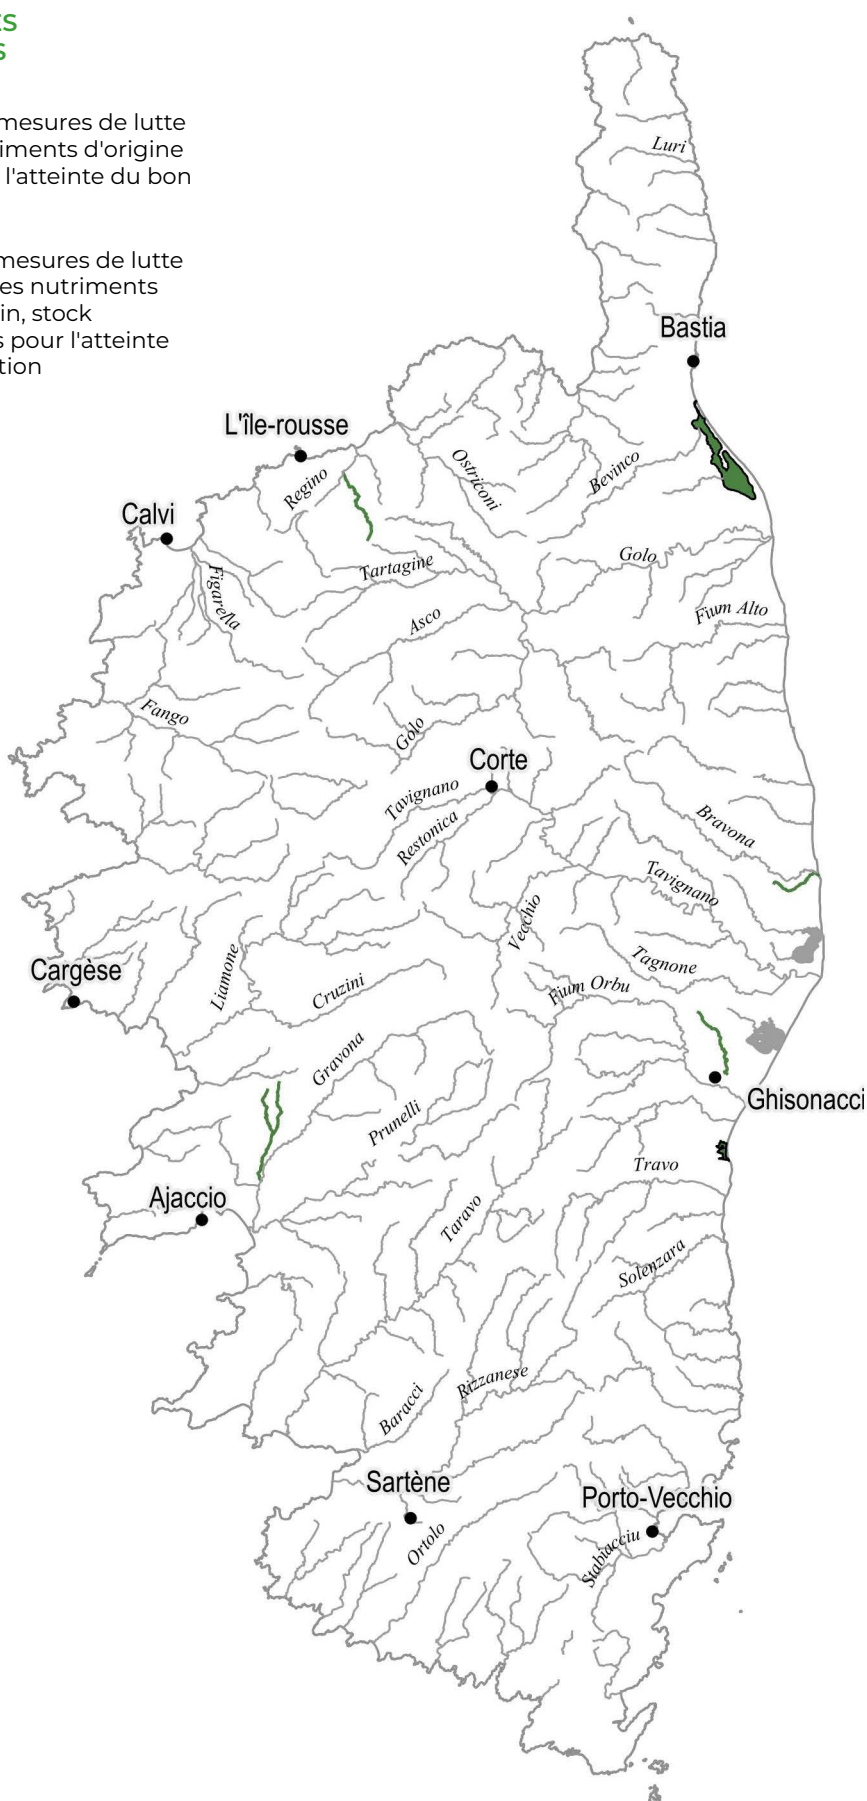 ES
S
mesures de lutte
iments d'origine
l'atteinte du bon
mesures de lutte
es nutriments
in, stock
s pour l'atteinte
tion
Luri
Bastia
L'île-rousse
Ostriconi
Bevinco
Regino
Calvi
Golo
Tartagine
Figarella
Fium Alto
Asco
Fango
Golo
Corte
Tavignano
Bravona
Restonica
Tavignano
Vecchio
Tagnone
Cargèse
Liamone
Cruzini
Fium Orbu
Gravona
Ghisonacci
Prunelli
Travo
Ajaccio
Taravo
Solenzara
Rizzanese
Baracci
Sartène
Porto-Vecchio
Ortolo
Stabiacciu